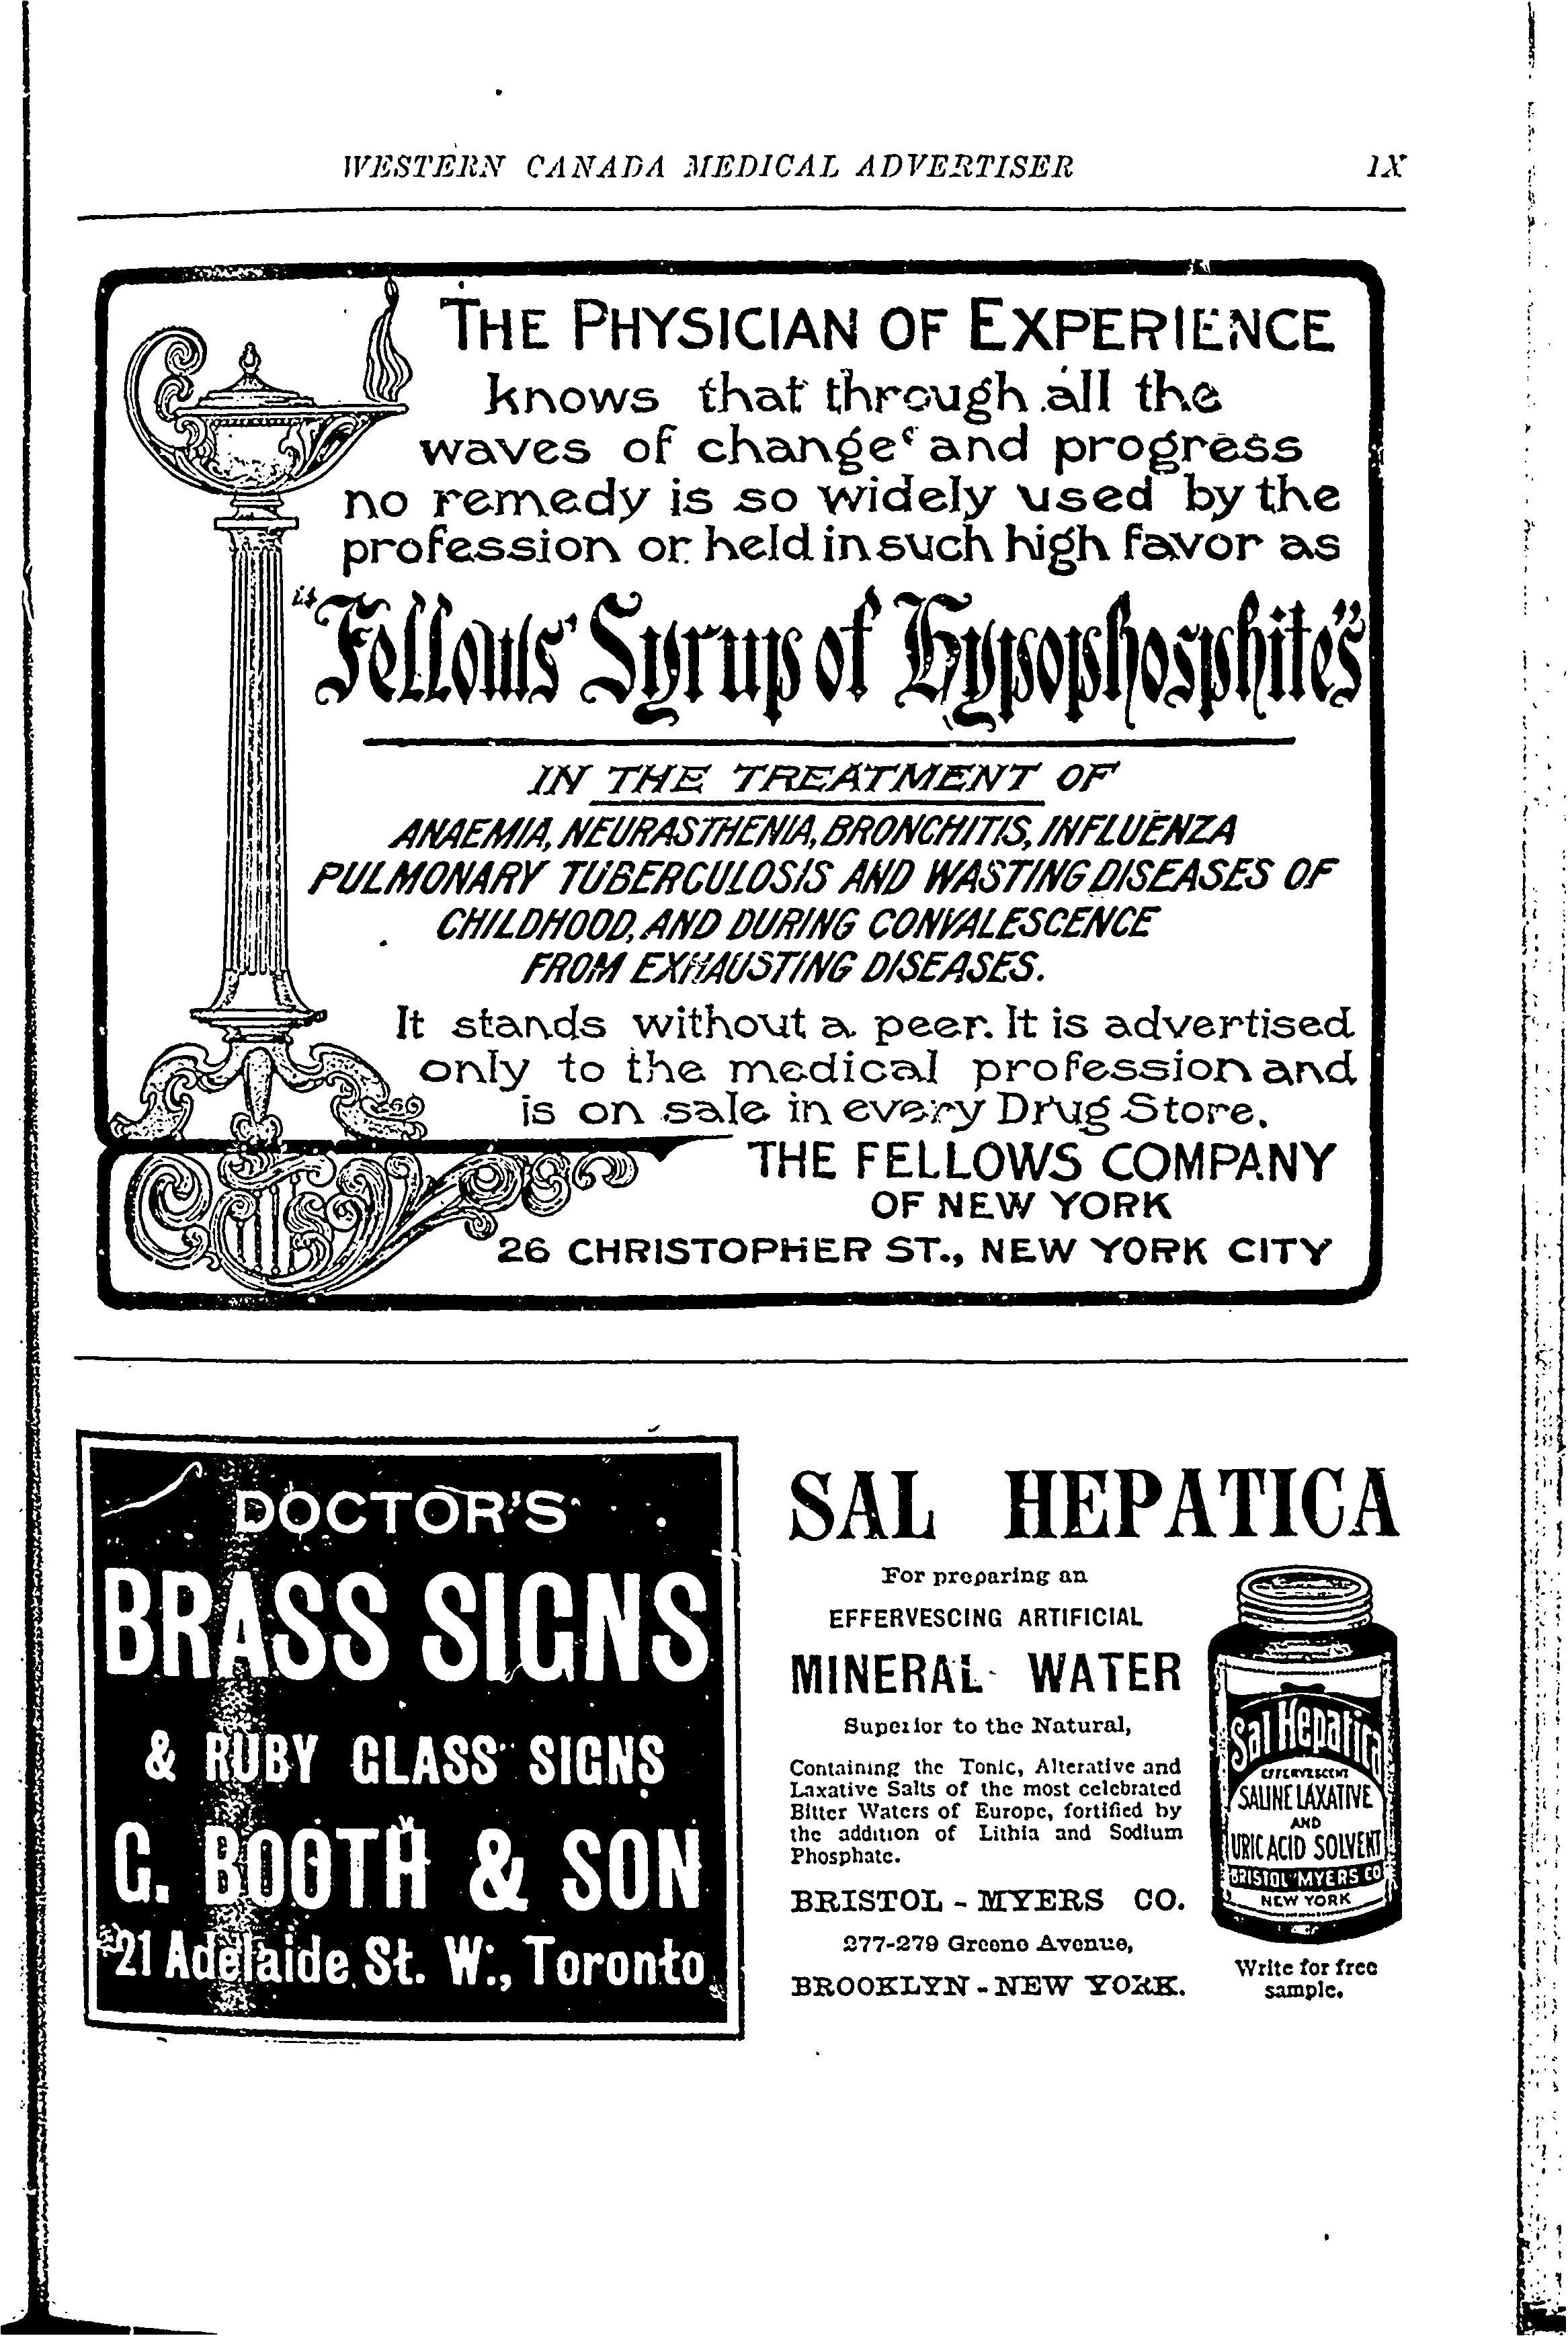 WESTERN CANADA MEDICAL ADVERTISER IX
THE PHYSICIAN OF EXPERIENCE
knows that through all the
waves of change and progress
no remedy is so widely used by the
profession or held in such high favor as
"Fellows' Syrup of Hypophosphites"
IN THE TREATMENT OF
ANAEMIA, NEURASTHENIA, BRONCHITIS, INFLUENZA
PULMONARY TUBERCULOSIS AND WASTING DISEASES OF
CHILDHOOD, AND DURING CONVALESCENCE
FROM EXHAUSTING DISEASES.
It stands without a peer. It is advertised
only to the medical profession and
is on sale in every Drug Store.
THE FELLOWS COMPANY
OF NEW YORK
26 CHRISTOPHER ST., NEW YORK CITY
DOCTOR'S
BRASS SIGNS
& RUBY GLASS SIGNS
G. BOOTH & SON
21 Adelaide St. W., Toronto
SAL HEPATICA
For preparing an
EFFERVESCING ARTIFICIAL
MINERAL WATER
Superior to the Natural,
Containing the Tonic, Alterative and
Laxative Salts of the most celebrated
Bitter Waters of Europe, fortified by
the addition of Lithia and Sodium
Phosphate.
BRISTOL - MYERS CO.
277-279 Greene Avenue,
BROOKLYN - NEW YORK.
Sal Hepatica
EFFERVESCENT
SALINE LAXATIVE
AND
URIC ACID SOLVENT
BRISTOL-MYERS CO
NEW YORK
Write for free
sample.